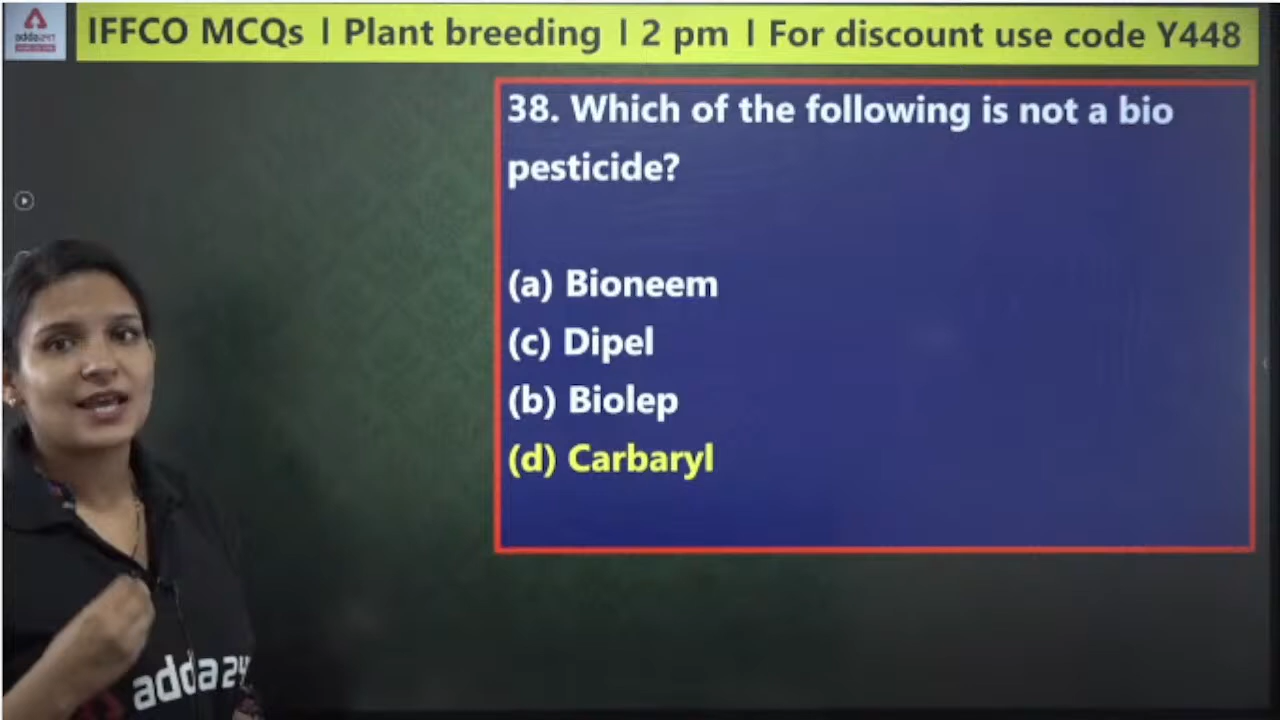 adda247
IFFCO MCQs I Plant breeding I 2 pm I For discount use code Y448
38. Which of the following is not a bio
pesticide?
(a) Bioneem
(c) Dipel
(b) Biolep
(d) Carbaryl
adda24